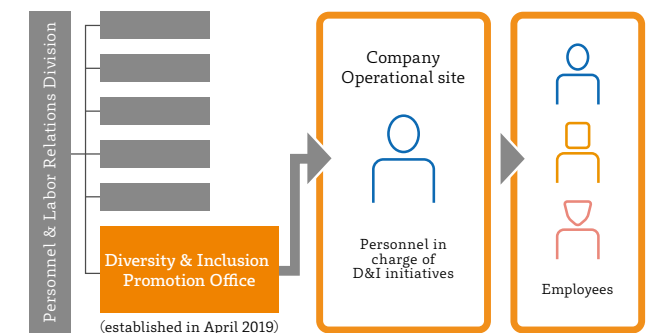 Personnel & Labor Relations Division
Diversity & Inclusion
Promotion Office
(established in April 2019)
Company
Operational site
Personnel in
charge of
D&I initiatives
Employees